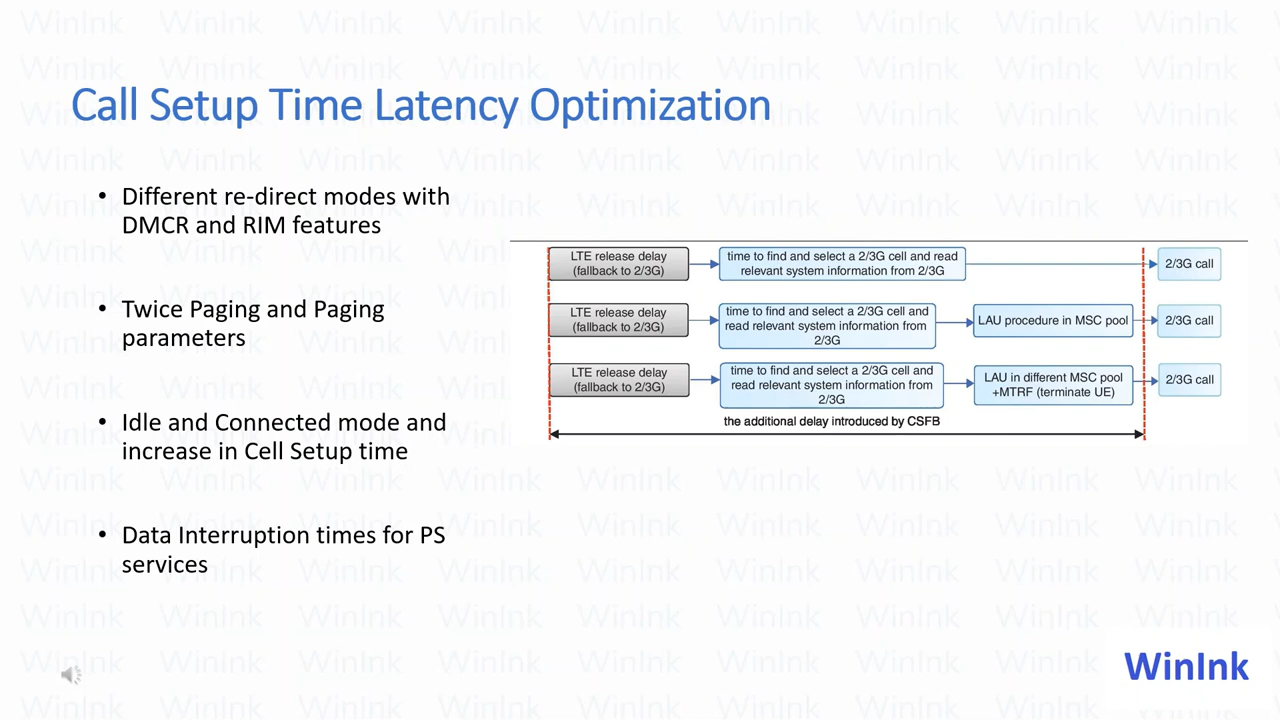 Call Setup Time Latency Optimization
• Different re-direct modes with
DMCR and RIM features
• Twice Paging and Paging
parameters
• Idle and Connected mode and
increase in Cell Setup time
• Data Interruption times for PS
services
LTE release delay
(fallback to 2/3G)
time to find and select a 2/3G cell and read
relevant system information from 2/3G
2/3G call
LTE release delay
(fallback to 2/3G)
time to find and select a 2/3G cell and
read relevant system information from
2/3G
LAU procedure in MSC pool
2/3G call
LTE release delay
(fallback to 2/3G)
time to find and select a 2/3G cell and
read relevant system information from
2/3G
LAU in different MSC pool
+MTRF (terminate UE)
2/3G call
the additional delay introduced by CSFB
WinInk